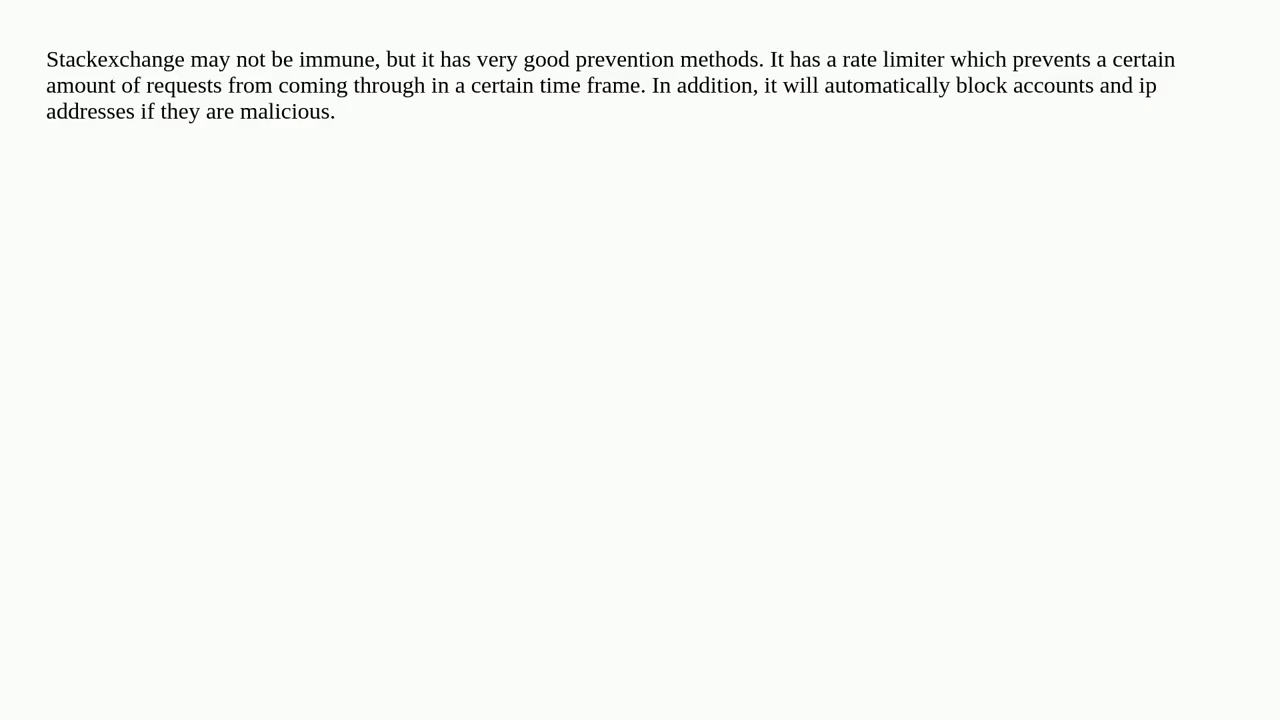 Stackexchange may not be immune, but it has very good prevention methods. It has a rate limiter which prevents a certain
amount of requests from coming through in a certain time frame. In addition, it will automatically block accounts and ip
addresses if they are malicious.